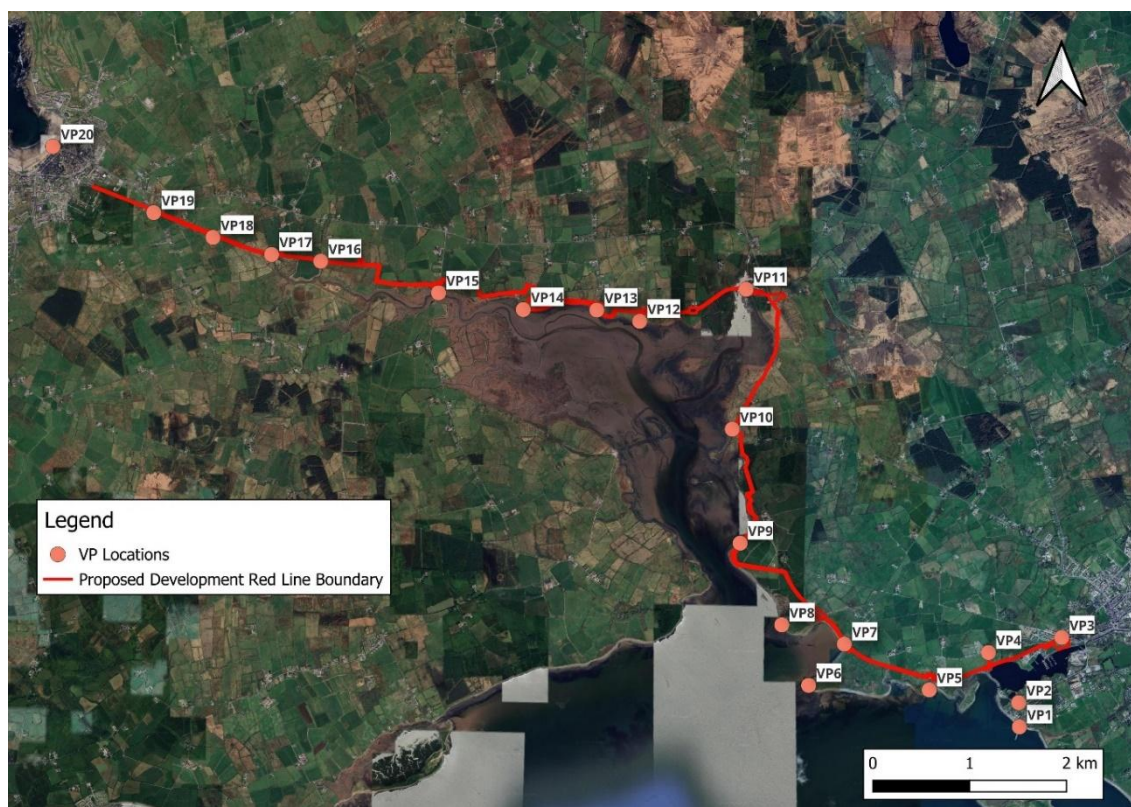 VP20
VP19
VP18
VP17
VP16
VP15
VP14
VP13
VP12
VP11
VP10
VP9
VP8
VP7
VP6
VP5
VP4
VP3
VP2
VP1
Legend
VP Locations
Proposed Development Red Line Boundary
0 1 2 km